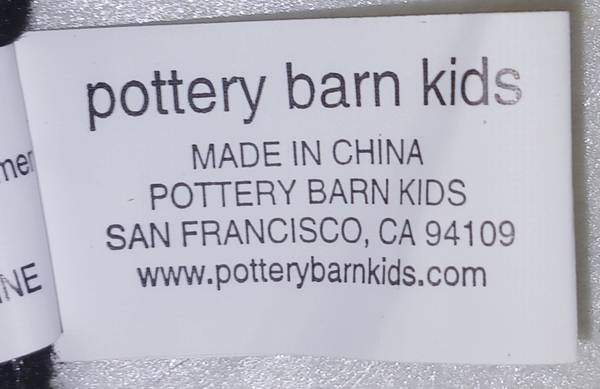 pottery barn kids
MADE IN CHINA
POTTERY BARN KIDS
SAN FRANCISCO, CA 94109
www.potterybarnkids.com